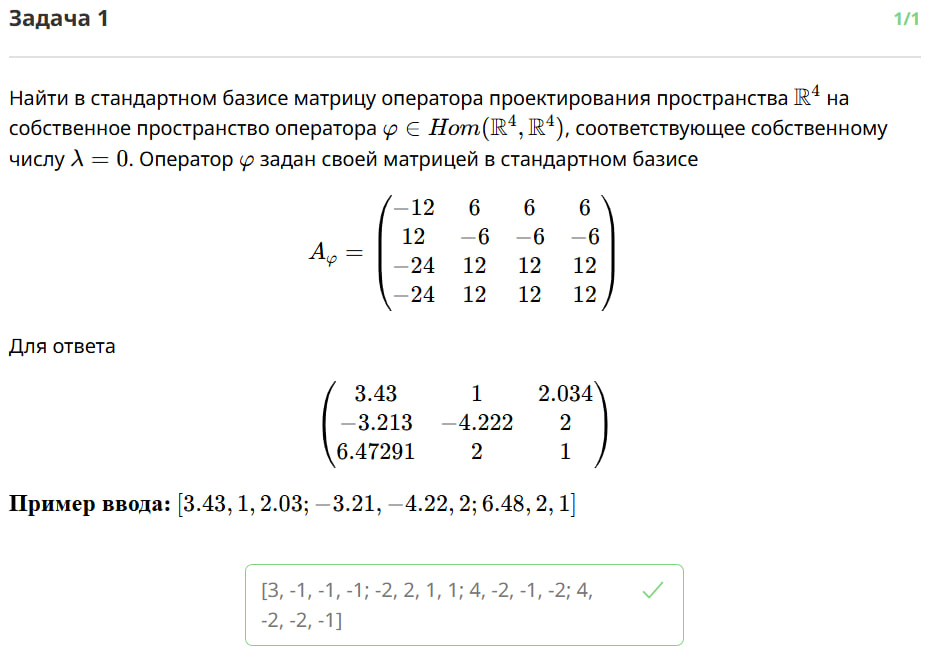 Задача 1
1/1
Найти в стандартном базисе матрицу оператора проектирования пространства ℝ⁴ на
собственное пространство оператора φ ∈ Hom(ℝ⁴, ℝ⁴), соответствующее собственному
числу λ = 0. Оператор φ задан своей матрицей в стандартном базисе
−12 6 6 6
12 −6 −6 −6
A_φ =
−24 12 12 12
−24 12 12 12
Для ответа
3.43 1 2.034
−3.213 −4.222 2
6.47291 2 1
Пример ввода: [3.43, 1, 2.03; −3.21, −4.22, 2; 6.48, 2, 1]
[3, -1, -1, -1; -2, 2, 1, 1; 4, -2, -1, -2; 4,
-2, -2, -1]